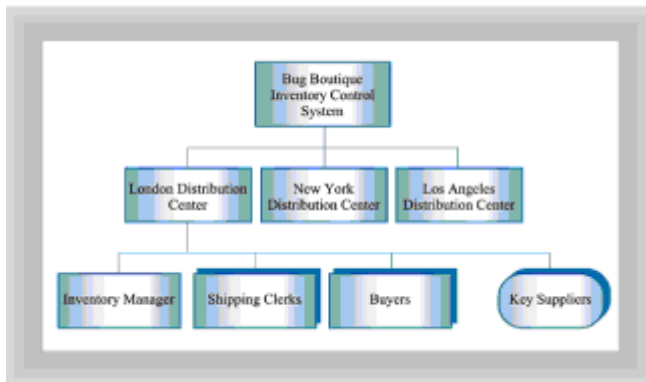 Bug Boutique
Inventory Control
System
London Distribution
Center
New York
Distribution Center
Los Angeles
Distribution Center
Inventory Manager
Shipping Clerks
Buyers
Key Suppliers